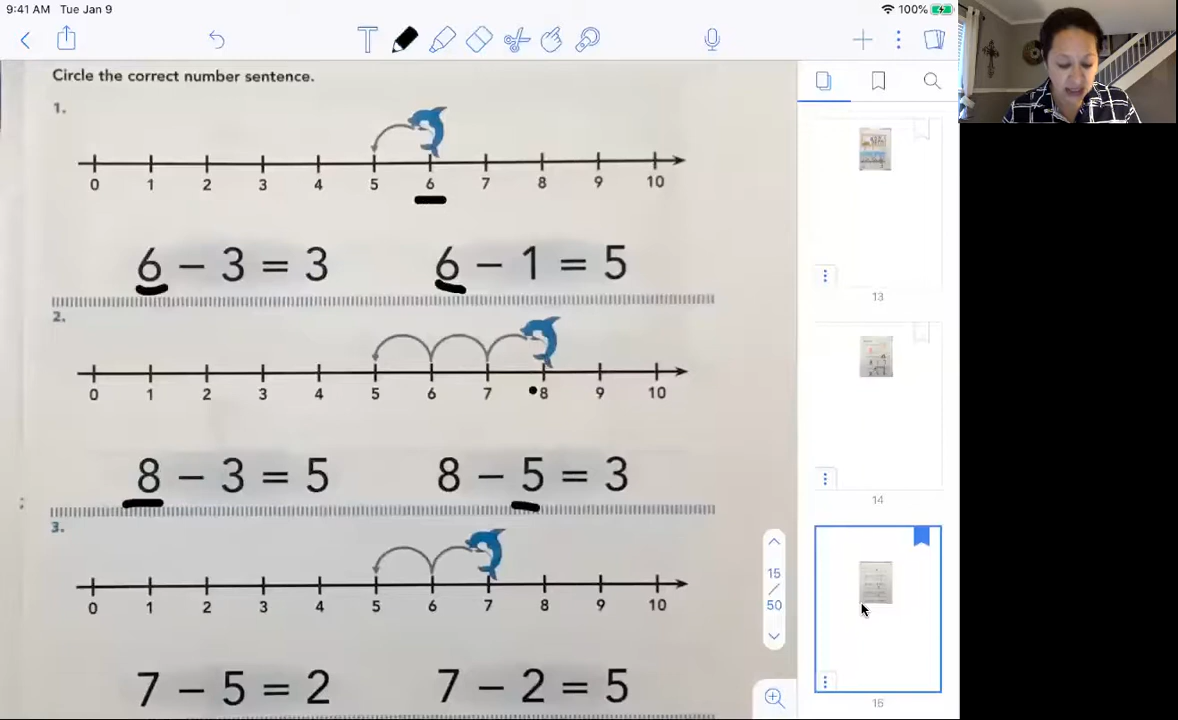 9:41 AM Tue Jan 9
100%
Circle the correct number sentence.
1.
0 1 2 3 4 5 6 7 8 9 10
6 − 3 = 3 6 − 1 = 5
2.
0 1 2 3 4 5 6 7 8 9 10
8 − 3 = 5 8 − 5 = 3
3.
0 1 2 3 4 5 6 7 8 9 10
7 − 5 = 2 7 − 2 = 5
15
/
50
13
14
15